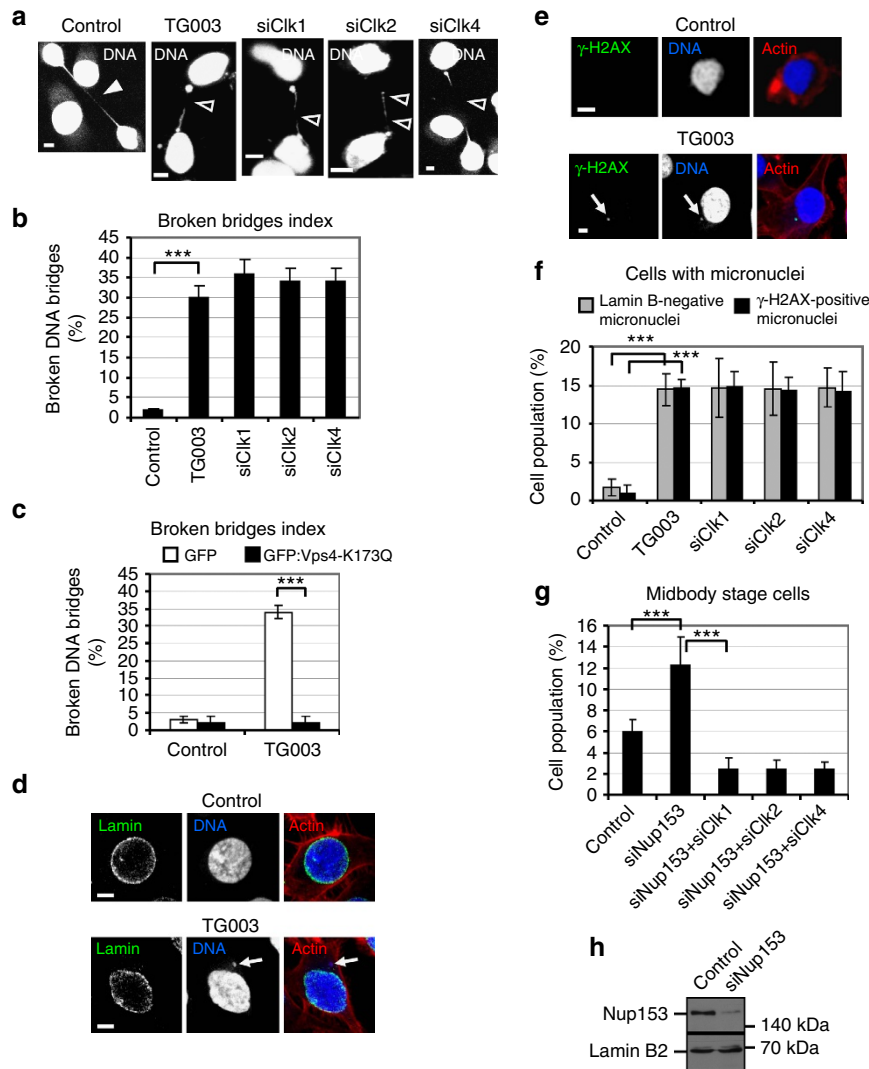 a
Control TG003 siClk1 siClk2 siClk4
DNA DNA DNA DNA DNA
b
Broken bridges index
Broken DNA bridges
(%)
45
35
30
25
20
15
10
5
0
***
Control TG003 siClk1 siClk2 siClk4
c
Broken bridges index
GFP GFP:Vps4-K173Q
Broken DNA bridges
(%)
45
35
30
25
20
15
10
5
0
***
Control TG003
d
Control
Lamin DNA Actin
TG003
Lamin DNA Actin
e
Control
γ-H2AX DNA Actin
TG003
γ-H2AX DNA Actin
f
Cells with micronuclei
Lamin B-negative
micronuclei
γ-H2AX-positive
micronuclei
Cell population (%)
20
15
10
5
0
***
***
Control TG003 siClk1 siClk2 siClk4
g
Midbody stage cells
Cell population (%)
16
14
12
10
8
6
4
2
0
***
***
Control siNup153 siNup153+siClk1 siNup153+siClk2 siNup153+siClk4
h
Control siNup153
Nup153
140 kDa
Lamin B2
70 kDa